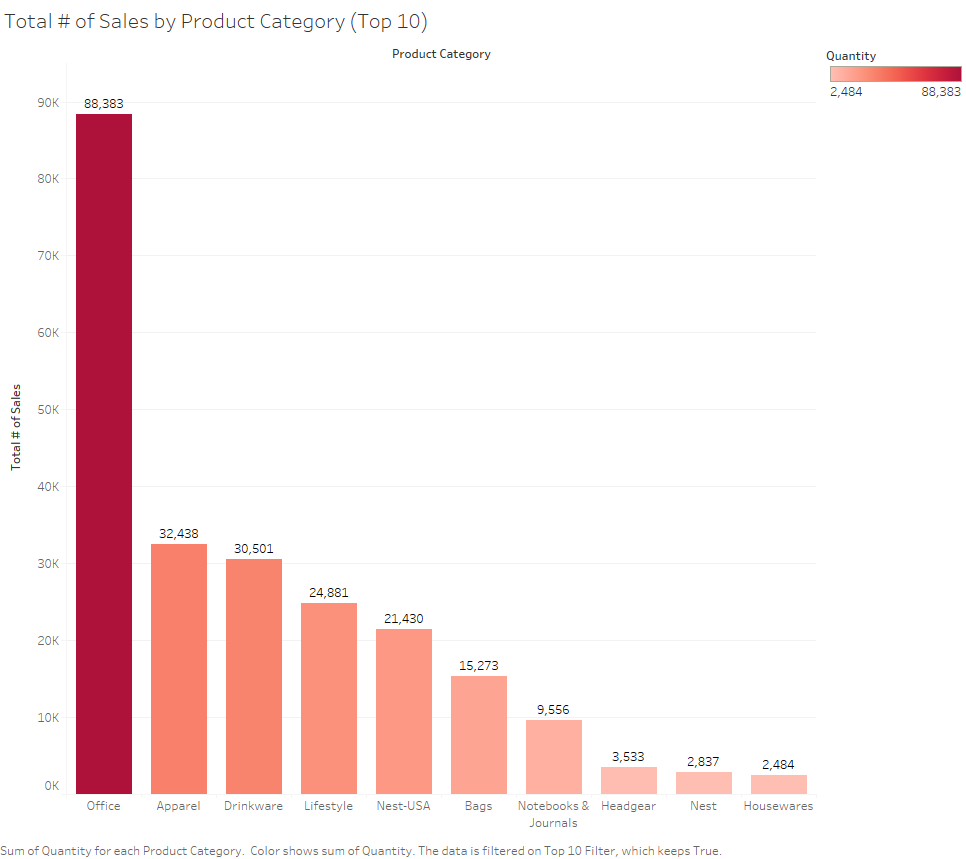 Total # of Sales by Product Category (Top 10)
Product Category
Quantity
2,484 88,383
90K
80K
70K
60K
50K
40K
30K
20K
10K
0K
Total # of Sales
88,383
32,438
30,501
24,881
21,430
15,273
9,556
3,533
2,837
2,484
Office Apparel Drinkware Lifestyle Nest-USA Bags Notebooks & Headgear Nest Housewares
Journals
Sum of Quantity for each Product Category. Color shows sum of Quantity. The data is filtered on Top 10 Filter, which keeps True.